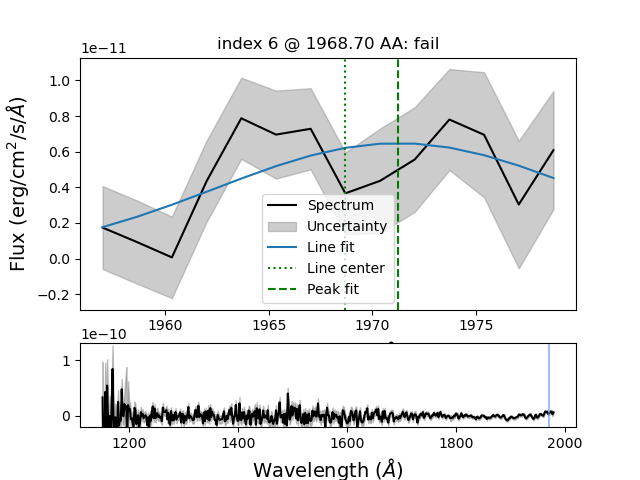 index 6 @ 1968.70 AA: fail
1e−11
1.0
0.8
0.6
0.4
0.2
0.0
−0.2
Flux (erg/cm²/s/Å)
Spectrum
Uncertainty
Line fit
Line center
Peak fit
1960 1965 1970 1975
1e−10
1
0
1200 1400 1600 1800 2000
Wavelength (Å)